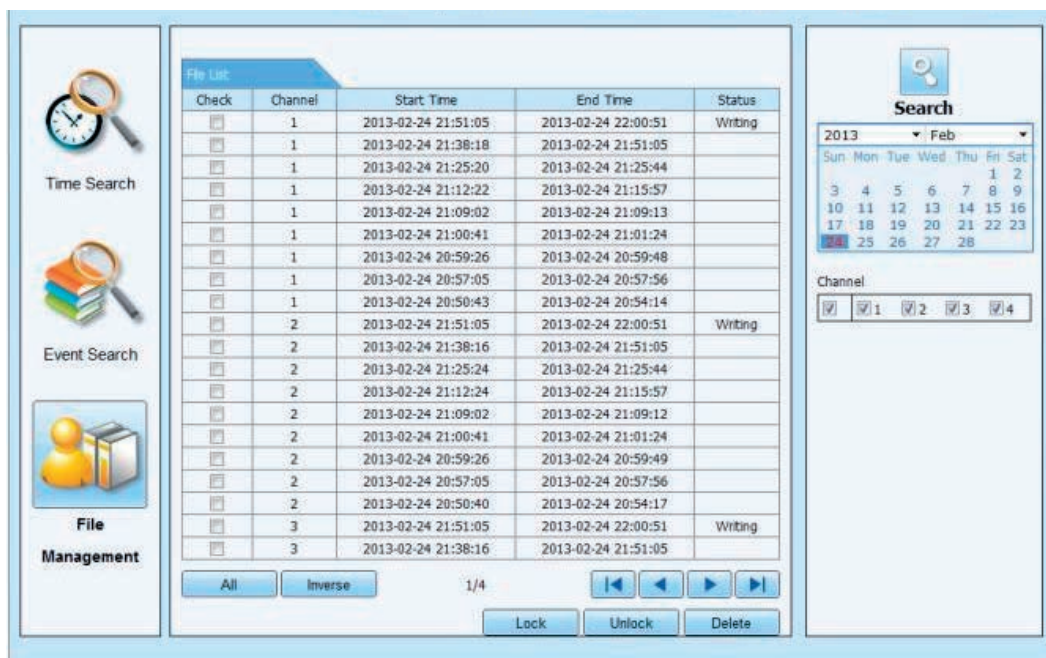 Time Search
Event Search
File
Management
File List
Check Channel Start Time End Time Status
1 2013-02-24 21:51:05 2013-02-24 22:00:51 Writing
1 2013-02-24 21:38:18 2013-02-24 21:51:05
1 2013-02-24 21:25:20 2013-02-24 21:25:44
1 2013-02-24 21:12:22 2013-02-24 21:15:57
1 2013-02-24 21:09:02 2013-02-24 21:09:13
1 2013-02-24 21:00:41 2013-02-24 21:01:24
1 2013-02-24 20:59:26 2013-02-24 20:59:48
1 2013-02-24 20:57:05 2013-02-24 20:57:56
1 2013-02-24 20:50:43 2013-02-24 20:54:14
2 2013-02-24 21:51:05 2013-02-24 22:00:51 Writing
2 2013-02-24 21:38:16 2013-02-24 21:51:05
2 2013-02-24 21:25:24 2013-02-24 21:25:44
2 2013-02-24 21:12:24 2013-02-24 21:15:57
2 2013-02-24 21:09:02 2013-02-24 21:09:12
2 2013-02-24 21:00:41 2013-02-24 21:01:24
2 2013-02-24 20:59:26 2013-02-24 20:59:49
2 2013-02-24 20:57:05 2013-02-24 20:57:56
2 2013-02-24 20:50:40 2013-02-24 20:54:17
3 2013-02-24 21:51:05 2013-02-24 22:00:51 Writing
3 2013-02-24 21:38:16 2013-02-24 21:51:05
All Inverse 1/4
Lock Unlock Delete
Search
2013 Feb
Sun Mon Tue Wed Thu Fri Sat
1 2
3 4 5 6 7 8 9
10 11 12 13 14 15 16
17 18 19 20 21 22 23
24 25 26 27 28
Channel
1 2 3 4